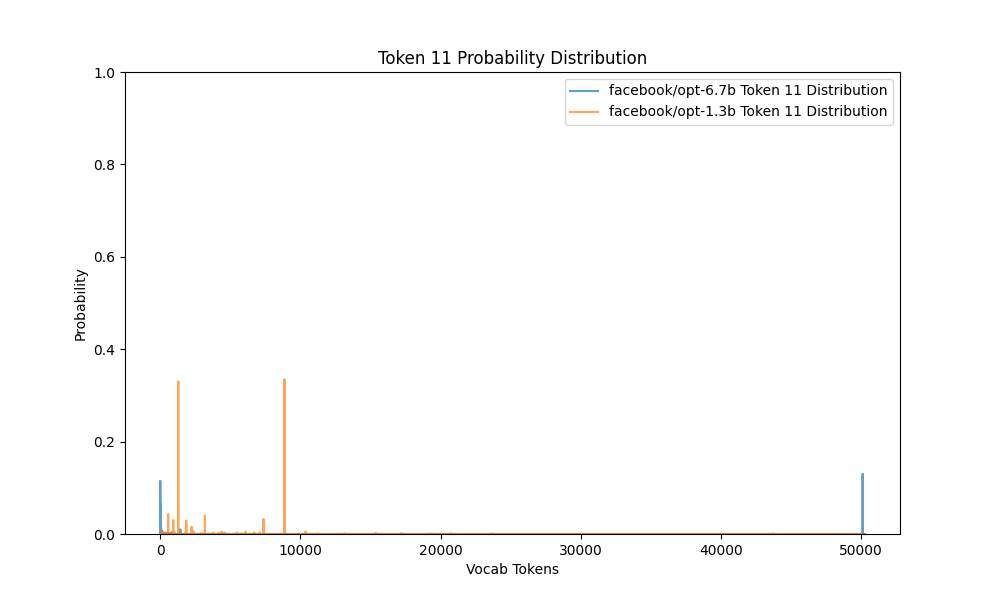 Token 11 Probability Distribution
facebook/opt-6.7b Token 11 Distribution
facebook/opt-1.3b Token 11 Distribution
1.0
0.8
0.6
0.4
0.2
0.0
Probability
0 10000 20000 30000 40000 50000
Vocab Tokens